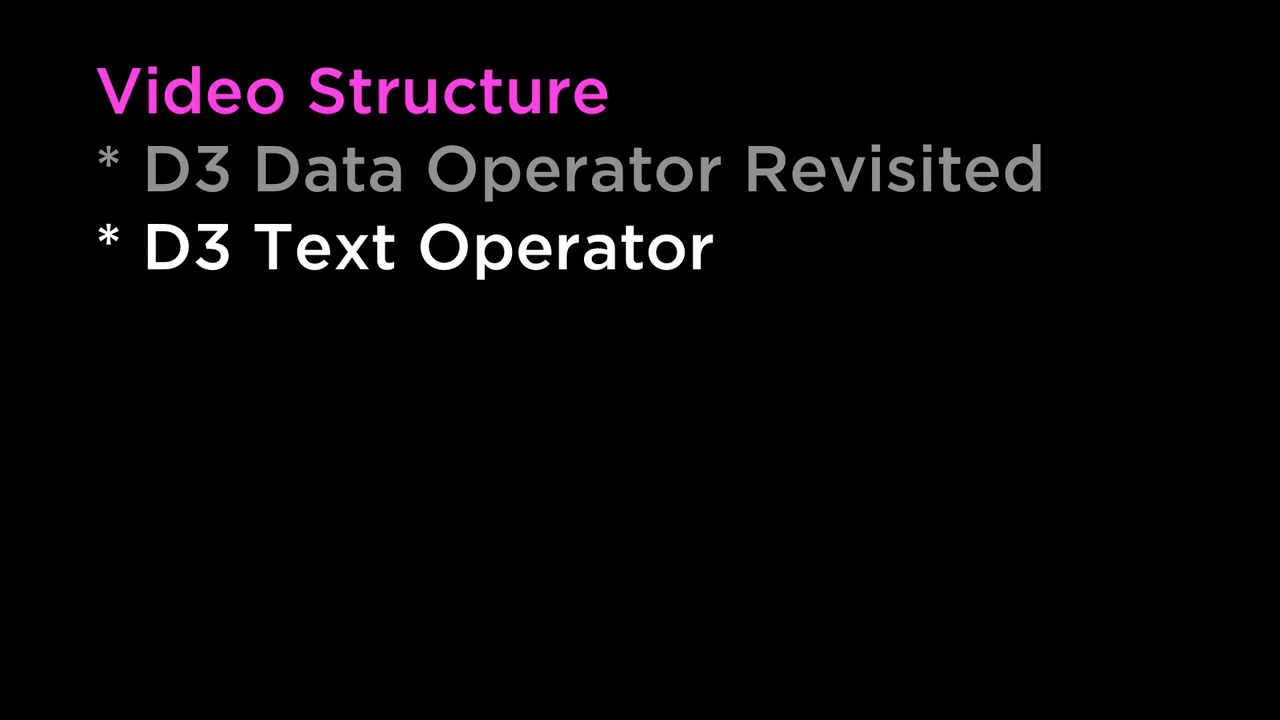 Video Structure
* D3 Data Operator Revisited
* D3 Text Operator